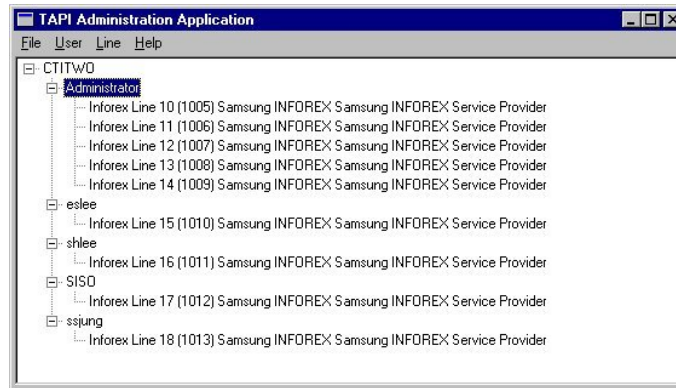 TAPI Administration Application
File User Line Help
CTITWO
Administrator
Inforex Line 10 (1005) Samsung INFOREX Samsung INFOREX Service Provider
Inforex Line 11 (1006) Samsung INFOREX Samsung INFOREX Service Provider
Inforex Line 12 (1007) Samsung INFOREX Samsung INFOREX Service Provider
Inforex Line 13 (1008) Samsung INFOREX Samsung INFOREX Service Provider
Inforex Line 14 (1009) Samsung INFOREX Samsung INFOREX Service Provider
eslee
Inforex Line 15 (1010) Samsung INFOREX Samsung INFOREX Service Provider
shlee
Inforex Line 16 (1011) Samsung INFOREX Samsung INFOREX Service Provider
SISO
Inforex Line 17 (1012) Samsung INFOREX Samsung INFOREX Service Provider
ssjung
Inforex Line 18 (1013) Samsung INFOREX Samsung INFOREX Service Provider